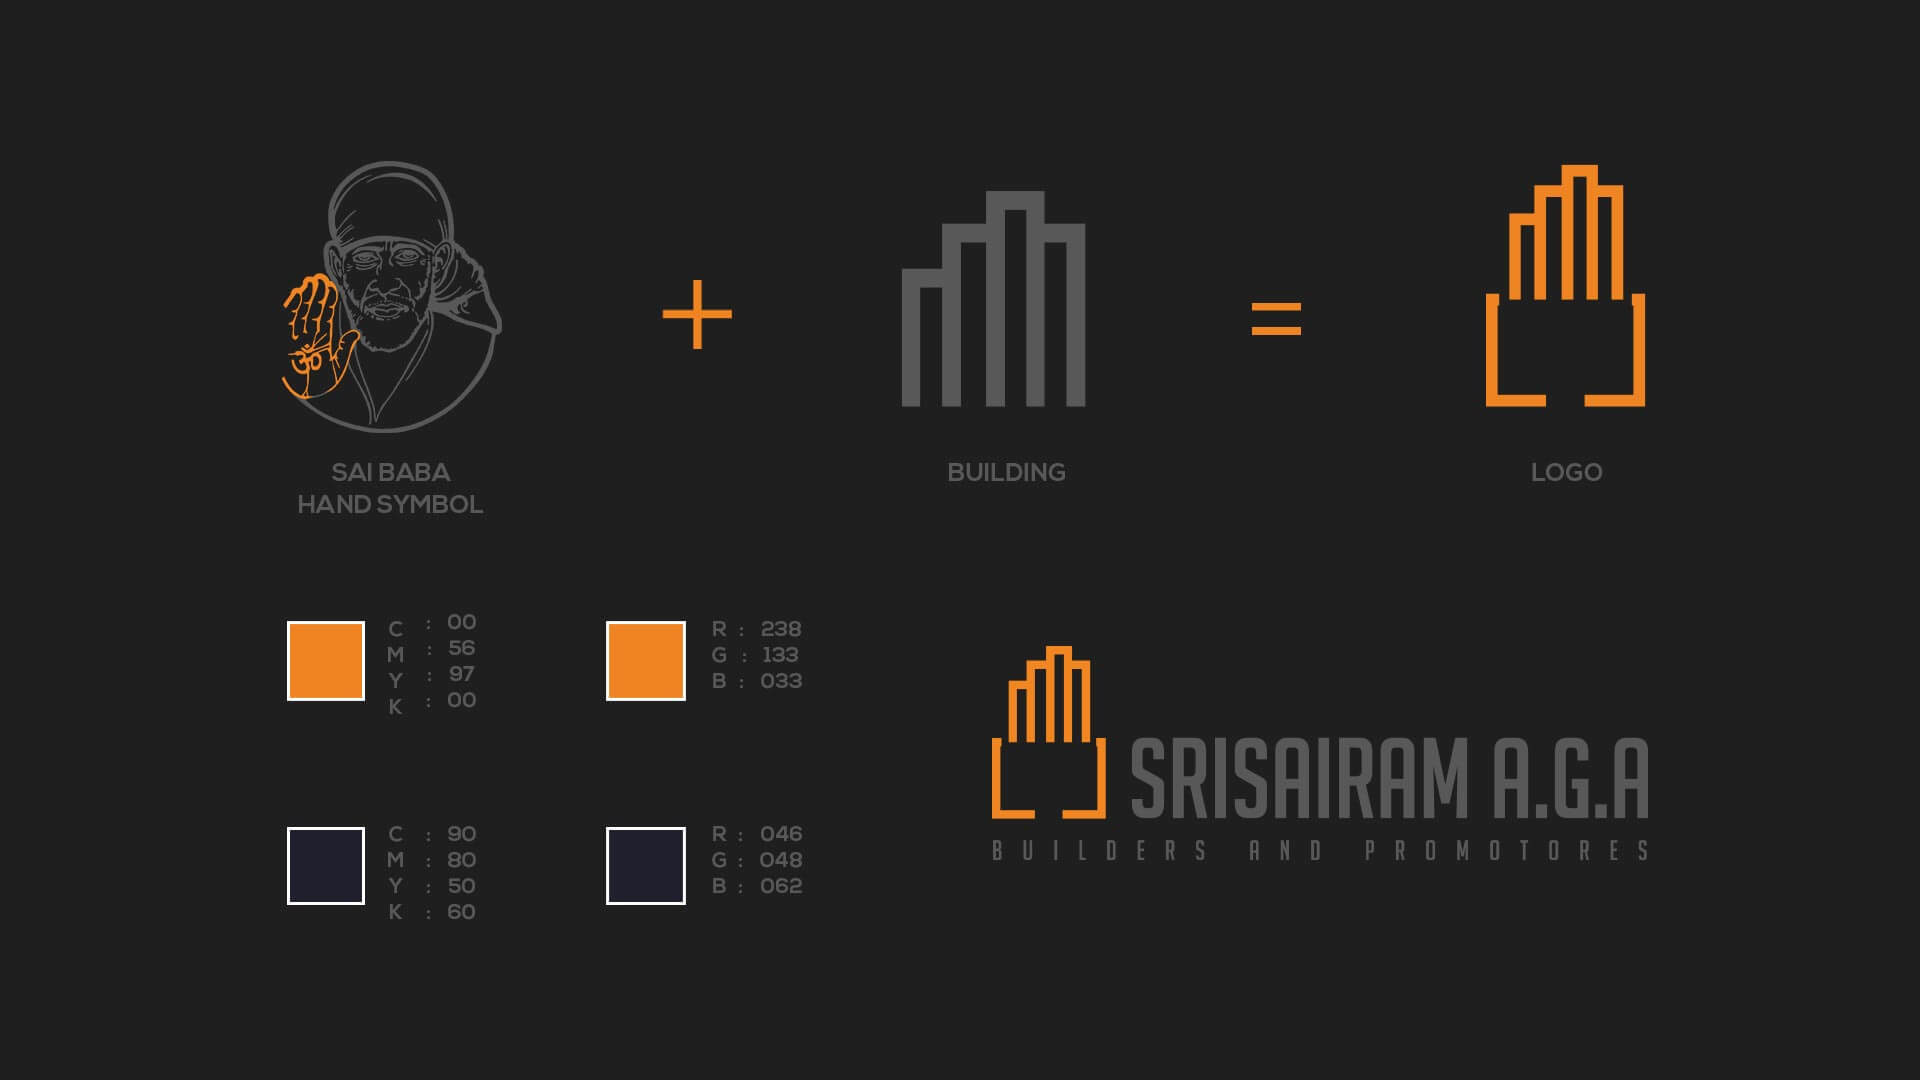 SAI BABA
HAND SYMBOL
BUILDING
LOGO
+
=
ॐ
C : 00
M : 56
Y : 97
K : 00
R : 238
G : 133
B : 033
C : 90
M : 80
Y : 50
K : 60
R : 046
G : 048
B : 062
SRISAIRAM A.G.A
BUILDERS AND PROMOTORES